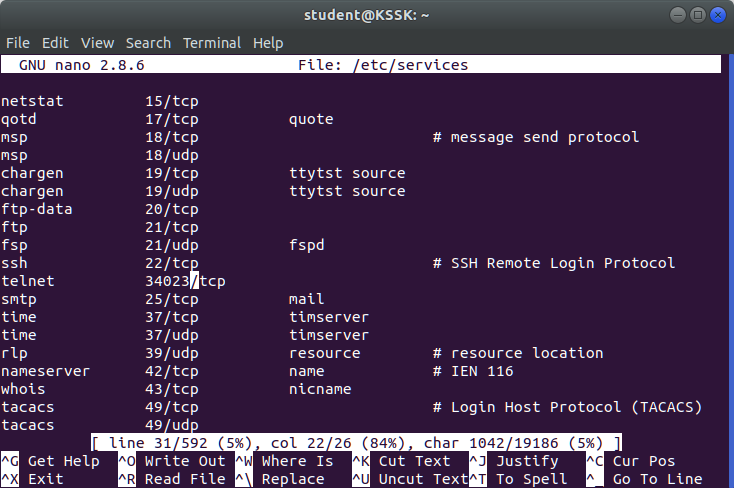 student@KSSK: ~
File Edit View Search Terminal Help
GNU nano 2.8.6 File: /etc/services
netstat 15/tcp
qotd 17/tcp quote
msp 18/tcp # message send protocol
msp 18/udp
chargen 19/tcp ttytst source
chargen 19/udp ttytst source
ftp-data 20/tcp
ftp 21/tcp
fsp 21/udp fspd
ssh 22/tcp # SSH Remote Login Protocol
telnet 34023/tcp
smtp 25/tcp mail
time 37/tcp timserver
time 37/udp timserver
rlp 39/udp resource # resource location
nameserver 42/tcp name # IEN 116
whois 43/tcp nicname
tacacs 49/tcp # Login Host Protocol (TACACS)
tacacs 49/udp
[ line 31/592 (5%), col 22/26 (84%), char 1042/19186 (5%) ]
^G Get Help ^O Write Out ^W Where Is ^K Cut Text ^J Justify ^C Cur Pos
^X Exit ^R Read File ^\ Replace ^U Uncut Text ^T To Spell ^_ Go To Line